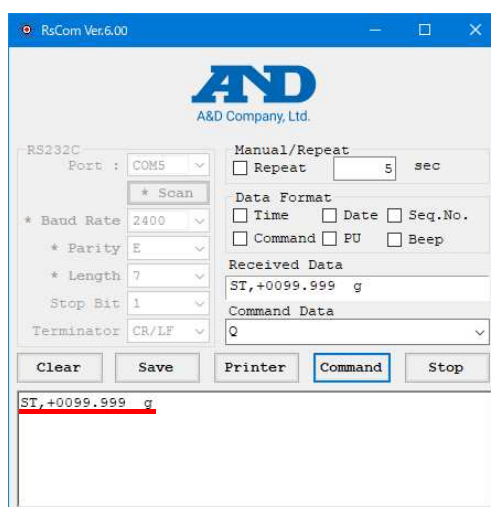 RsCom Ver.6.00
AND
A&D Company, Ltd.
RS232C
Port : COM5
* Scan
* Baud Rate 2400
* Parity E
* Length 7
Stop Bit 1
Terminator CR/LF
Manual/Repeat
Repeat 5 sec
Data Format
Time Date Seq.No.
Command PU Beep
Received Data
ST,+0099.999  g
Command Data
Q
Clear Save Printer Command Stop
ST,+0099.999  g